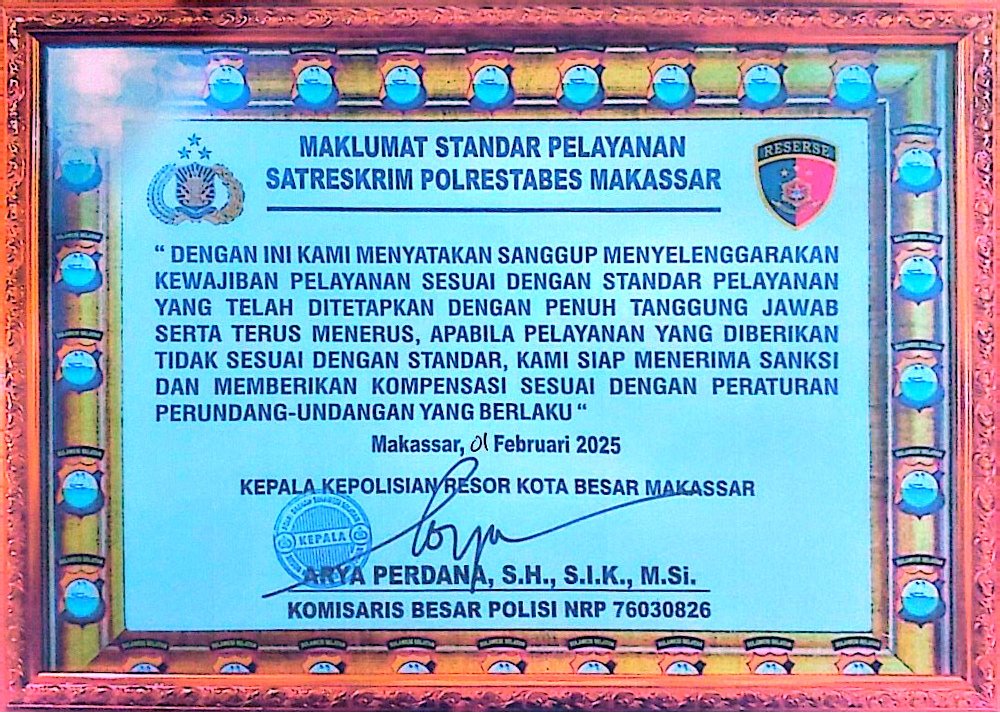 MAKLUMAT STANDAR PELAYANAN
SATRESKRIM POLRESTABES MAKASSAR
RESERSE
“ DENGAN INI KAMI MENYATAKAN SANGGUP MENYELENGGARAKAN
KEWAJIBAN PELAYANAN SESUAI DENGAN STANDAR PELAYANAN
YANG TELAH DITETAPKAN DENGAN PENUH TANGGUNG JAWAB
SERTA TERUS MENERUS, APABILA PELAYANAN YANG DIBERIKAN
TIDAK SESUAI DENGAN STANDAR, KAMI SIAP MENERIMA SANKSI
DAN MEMBERIKAN KOMPENSASI SESUAI DENGAN PERATURAN
PERUNDANG-UNDANGAN YANG BERLAKU “
Makassar, 01 Februari 2025
KEPALA KEPOLISIAN RESOR KOTA BESAR MAKASSAR
KEPALA
ARYA PERDANA, S.H., S.I.K., M.Si.
KOMISARIS BESAR POLISI NRP 76030826